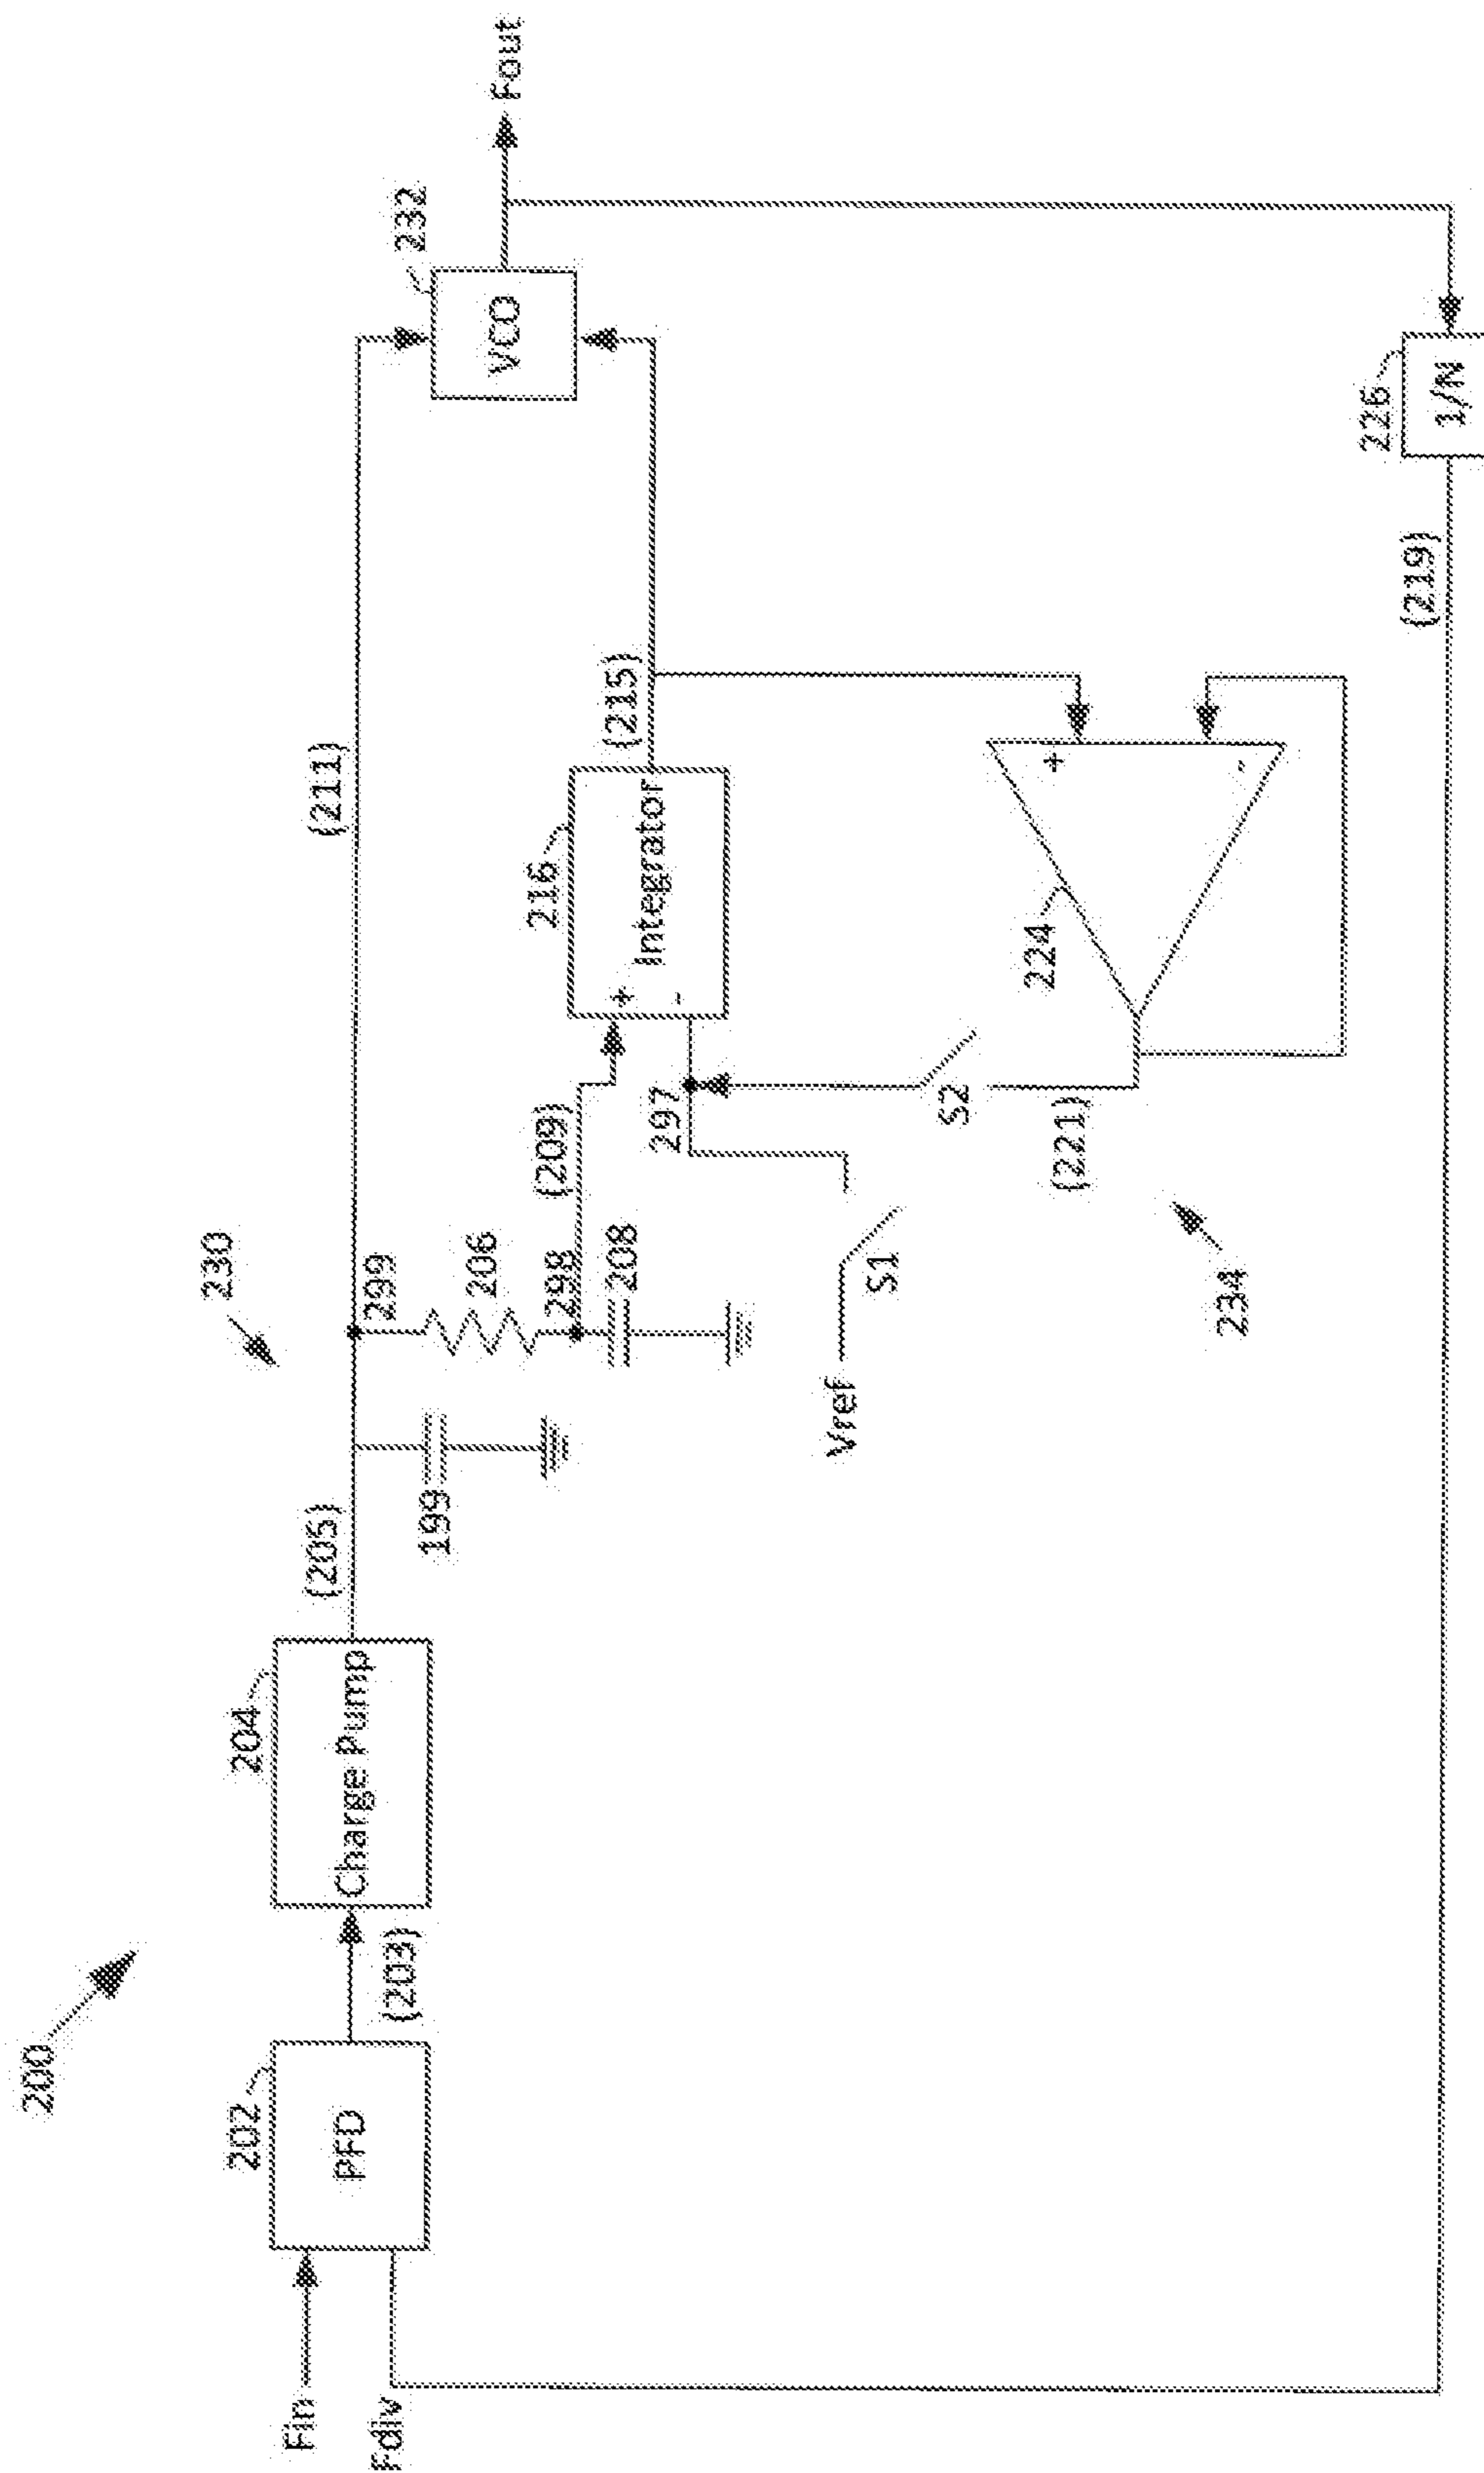 200
Fin
Fdiv
202
PFD
(203)
204
Charge Pump
(205)
199
230
299
206
298
208
(209)
(211)
216
+
-
Integrator
(215)
297
Vref
S1
S2
(221)
234
224
+
-
VCO
232
Fout
226
1/N
(219)